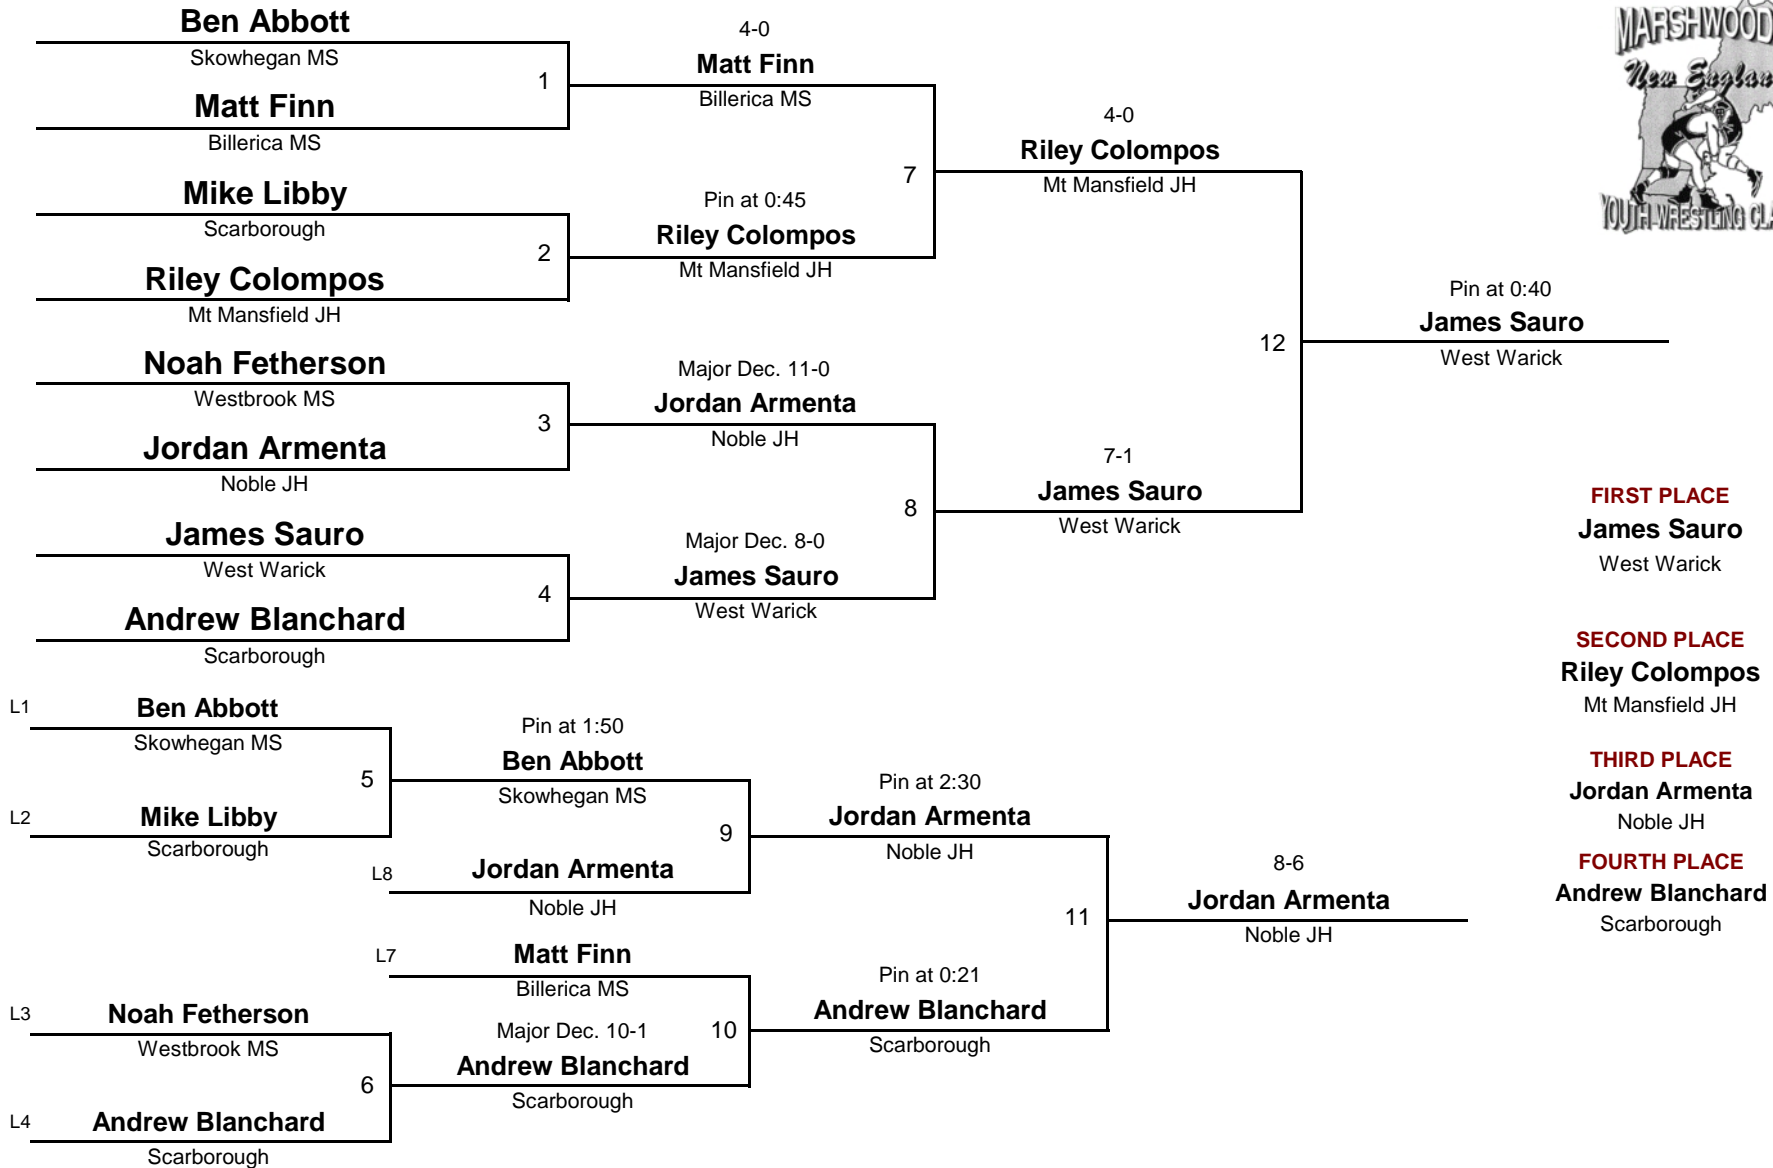 Ben Abbott
Skowhegan MS
1
Matt Finn
Billerica MS
4-0
Matt Finn
Billerica MS
Mike Libby
Scarborough
2
Riley Colompos
Mt Mansfield JH
Pin at 0:45
Riley Colompos
Mt Mansfield JH
7
4-0
Riley Colompos
Mt Mansfield JH
Noah Fetherson
Westbrook MS
3
Jordan Armenta
Noble JH
Major Dec. 11-0
Jordan Armenta
Noble JH
James Sauro
West Warick
4
Andrew Blanchard
Scarborough
Major Dec. 8-0
James Sauro
West Warick
8
7-1
James Sauro
West Warick
12
Pin at 0:40
James Sauro
West Warick
MARSHWOOD
New
YOUTH WRESTLING
FIRST PLACE
James Sauro
West Warick
SECOND PLACE
Riley Colompos
Mt Mansfield JH
THIRD PLACE
Jordan Armenta
Noble JH
FOURTH PLACE
Andrew Blanchard
Scarborough
L1
Ben Abbott
Skowhegan MS
5
L2
Mike Libby
Scarborough
Pin at 1:50
Ben Abbott
Skowhegan MS
9
L8
Jordan Armenta
Noble JH
Pin at 2:30
Jordan Armenta
Noble JH
L7
Matt Finn
Billerica MS
L3
Noah Fetherson
Westbrook MS
6
L4
Andrew Blanchard
Scarborough
Major Dec. 10-1
Andrew Blanchard
Scarborough
10
Pin at 0:21
Andrew Blanchard
Scarborough
11
8-6
Jordan Armenta
Noble JH